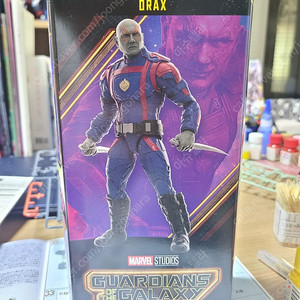 DRAX
MARVEL STUDIOS
GUARDIANS
OF THE
GALAXY